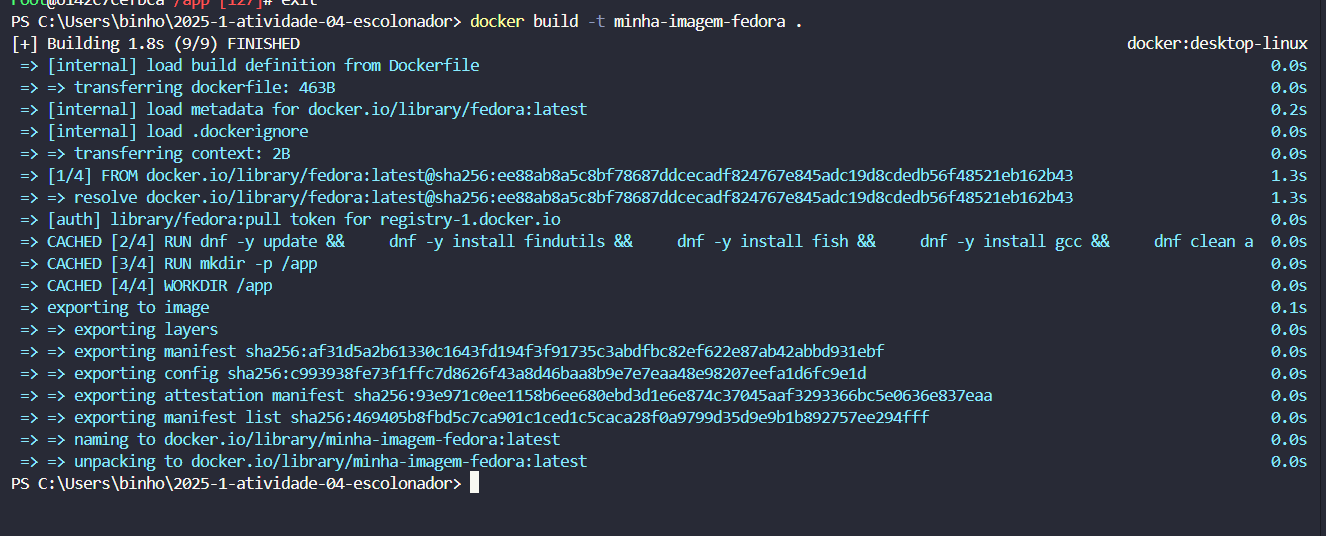 root@6142c7cefbca /app [127]# exit
PS C:\Users\binho\2025-1-atividade-04-escolonador> docker build -t minha-imagem-fedora .
[+] Building 1.8s (9/9) FINISHED docker:desktop-linux
=> [internal] load build definition from Dockerfile 0.0s
=> => transferring dockerfile: 463B 0.0s
=> [internal] load metadata for docker.io/library/fedora:latest 0.2s
=> [internal] load .dockerignore 0.0s
=> => transferring context: 2B 0.0s
=> [1/4] FROM docker.io/library/fedora:latest@sha256:ee88ab8a5c8bf78687ddcecadf824767e845adc19d8cdedb56f48521eb162b43 1.3s
=> => resolve docker.io/library/fedora:latest@sha256:ee88ab8a5c8bf78687ddcecadf824767e845adc19d8cdedb56f48521eb162b43 1.3s
=> [auth] library/fedora:pull token for registry-1.docker.io 0.0s
=> CACHED [2/4] RUN dnf -y update && dnf -y install findutils && dnf -y install fish && dnf -y install gcc && dnf clean a 0.0s
=> CACHED [3/4] RUN mkdir -p /app 0.0s
=> CACHED [4/4] WORKDIR /app 0.0s
=> exporting to image 0.1s
=> => exporting layers 0.0s
=> => exporting manifest sha256:af31d5a2b61330c1643fd194f3f91735c3abdfbc82ef622e87ab42abbd931ebf 0.0s
=> => exporting config sha256:c993938fe73f1ffc7d8626f43a8d46baa8b9e7e7eaa48e98207eefa1d6fc9e1d 0.0s
=> => exporting attestation manifest sha256:93e971c0ee1158b6ee680ebd3d1e6e874c37045aaf3293366bc5e0636e837eaa 0.0s
=> => exporting manifest list sha256:469405b8fbd5c7ca901c1ced1c5caca28f0a9799d35d9e9b1b892757ee294fff 0.0s
=> => naming to docker.io/library/minha-imagem-fedora:latest 0.0s
=> => unpacking to docker.io/library/minha-imagem-fedora:latest 0.0s
PS C:\Users\binho\2025-1-atividade-04-escolonador>